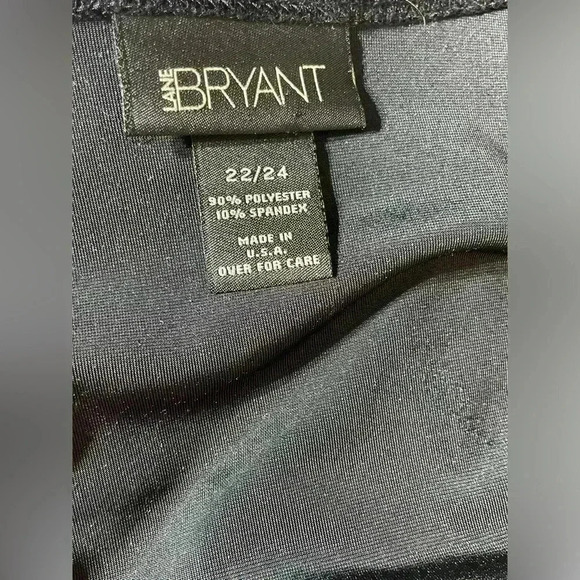 LANE BRYANT
22/24
90% POLYESTER
10% SPANDEX
MADE IN
U.S.A.
OVER FOR CARE